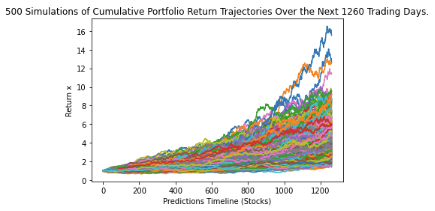 500 Simulations of Cumulative Portfolio Return Trajectories Over the Next 1260 Trading Days.
16
14
12
10
8
6
4
2
0
Return x
0 200 400 600 800 1000 1200
Predictions Timeline (Stocks)